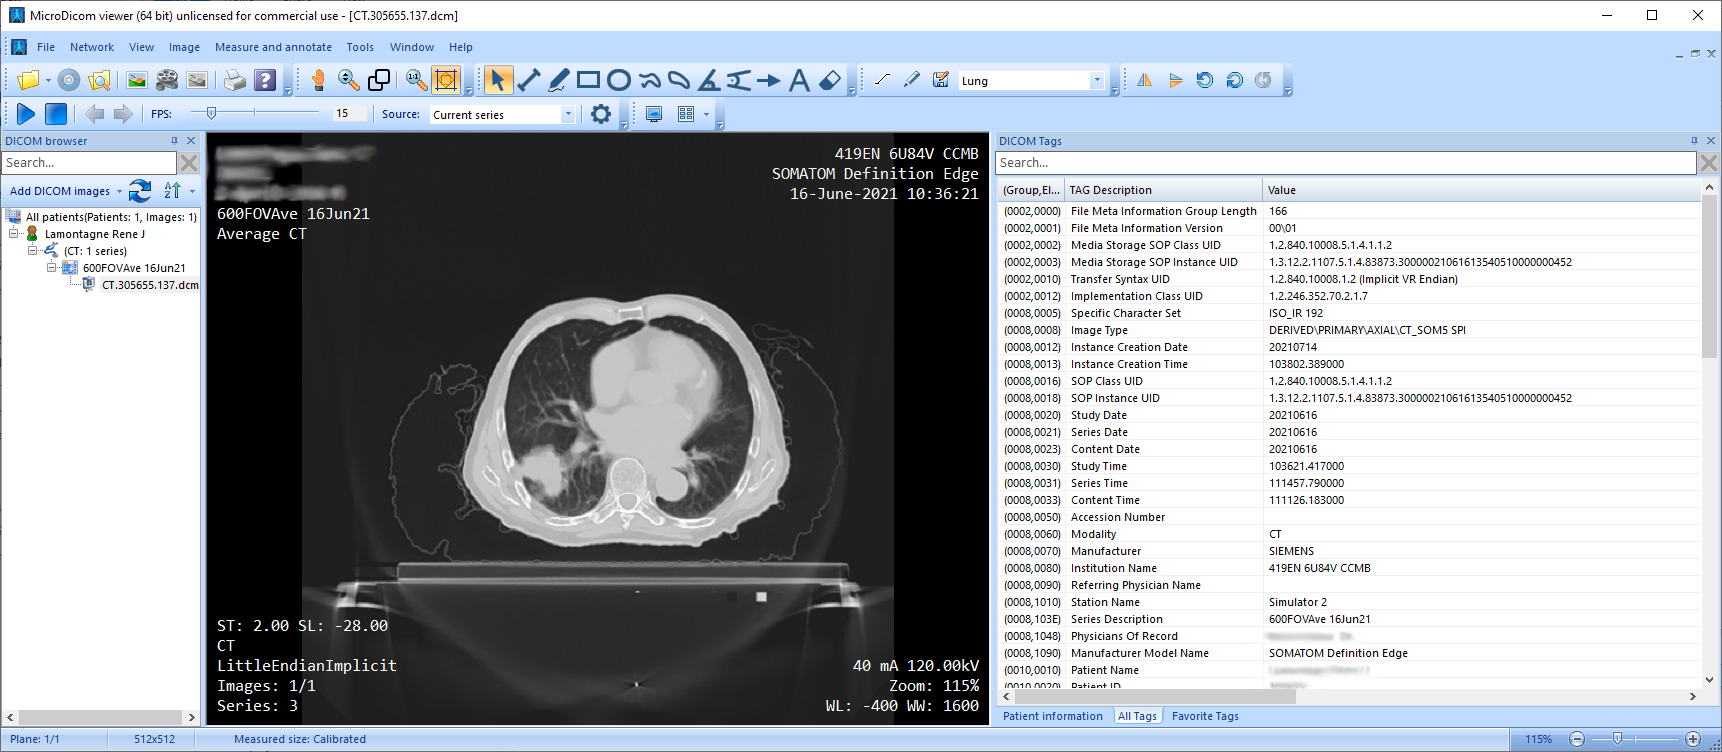 MicroDicom viewer (64 bit) unlicensed for commercial use - [CT.305655.137.dcm]
File Network View Image Measure and annotate Tools Window Help
1:1 Lung
FPS: 15 Source: Current series
DICOM browser
Search...
Add DICOM images
All patients(Patients: 1, Images: 1)
Lamontagne Rene J
(CT: 1 series)
600FOVAve 16Jun21
CT.305655.137.dcm
419EN 6U84V CCMB
SOMATOM Definition Edge
16-June-2021 10:36:21
600FOVAve 16Jun21
Average CT
ST: 2.00 SL: -28.00
CT
LittleEndianImplicit
Images: 1/1
Series: 3
40 mA 120.00kV
Zoom: 115%
WL: -400 WW: 1600
DICOM Tags
Search...
(Group,El... TAG Description Value
(0002,0000) File Meta Information Group Length 166
(0002,0001) File Meta Information Version 00\01
(0002,0002) Media Storage SOP Class UID 1.2.840.10008.5.1.4.1.1.2
(0002,0003) Media Storage SOP Instance UID 1.3.12.2.1107.5.1.4.83873.30000021061613540510000000452
(0002,0010) Transfer Syntax UID 1.2.840.10008.1.2 (Implicit VR Endian)
(0002,0012) Implementation Class UID 1.2.246.352.70.2.1.7
(0008,0005) Specific Character Set ISO_IR 192
(0008,0008) Image Type DERIVED\PRIMARY\AXIAL\CT_SOM5 SPI
(0008,0012) Instance Creation Date 20210714
(0008,0013) Instance Creation Time 103802.389000
(0008,0016) SOP Class UID 1.2.840.10008.5.1.4.1.1.2
(0008,0018) SOP Instance UID 1.3.12.2.1107.5.1.4.83873.30000021061613540510000000452
(0008,0020) Study Date 20210616
(0008,0021) Series Date 20210616
(0008,0023) Content Date 20210616
(0008,0030) Study Time 103621.417000
(0008,0031) Series Time 111457.790000
(0008,0033) Content Time 111126.183000
(0008,0050) Accession Number
(0008,0060) Modality CT
(0008,0070) Manufacturer SIEMENS
(0008,0080) Institution Name 419EN 6U84V CCMB
(0008,0090) Referring Physician Name
(0008,1010) Station Name Simulator 2
(0008,103E) Series Description 600FOVAve 16Jun21
(0008,1048) Physicians Of Record
(0008,1090) Manufacturer Model Name SOMATOM Definition Edge
(0010,0010) Patient Name
(0010,0020) Patient ID
Patient information All Tags Favorite Tags
Plane: 1/1 512x512 Measured size: Calibrated 115%